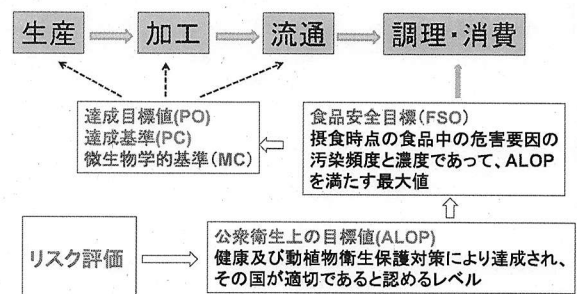 生産
加工
流通
調理・消費
達成目標値(PO)
達成基準(PC)
微生物学的基準(MC)
食品安全目標(FSO)
摂食時点の食品中の危害要因の
汚染頻度と濃度であって、ALOP
を満たす最大値
リスク評価
公衆衛生上の目標値(ALOP)
健康及び動植物衛生保護対策により達成され、
その国が適切であると認めるレベル